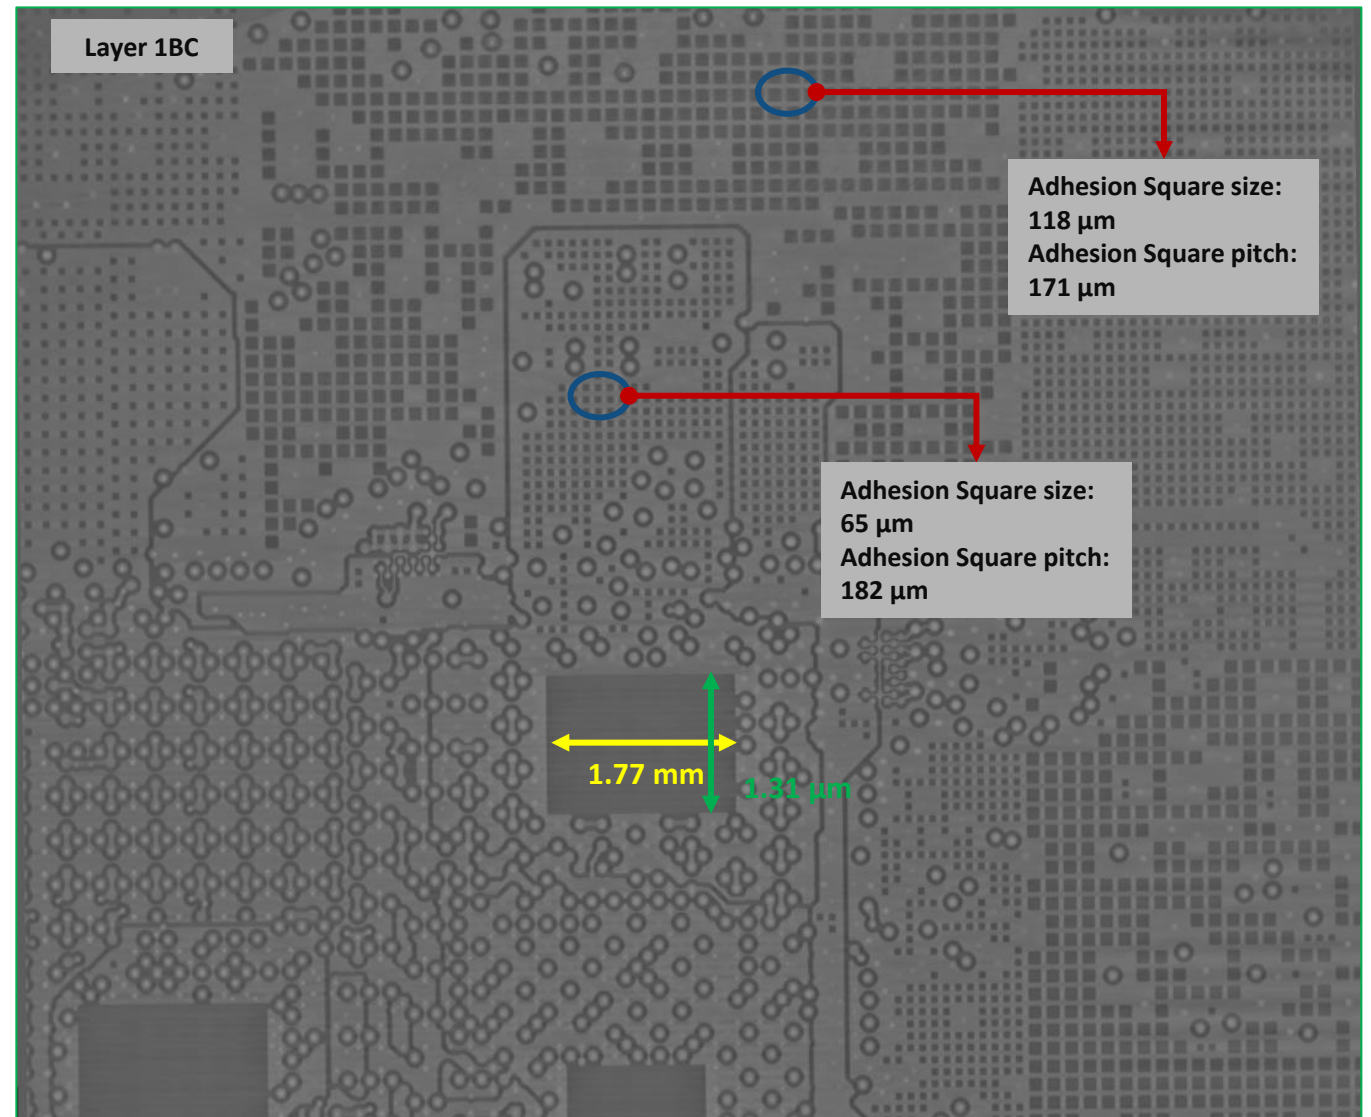 Layer 1BC
Adhesion Square size:
118 µm
Adhesion Square pitch:
171 µm
Adhesion Square size:
65 µm
Adhesion Square pitch:
182 µm
1.77 mm
1.31 µm